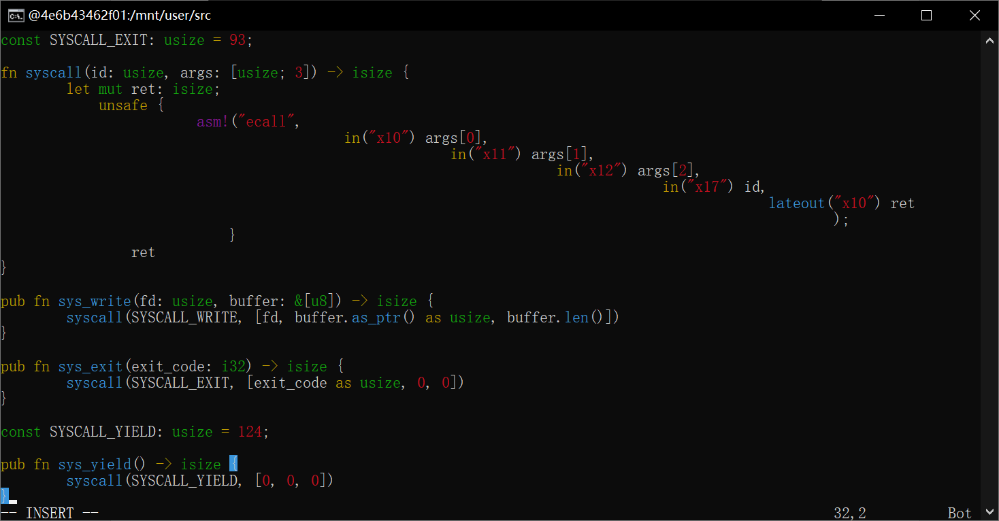 @4e6b43462f01:/mnt/user/src
const SYSCALL_EXIT: usize = 93;
fn syscall(id: usize, args: [usize; 3]) -> isize {
let mut ret: isize;
unsafe {
asm!("ecall",
in("x10") args[0],
in("x11") args[1],
in("x12") args[2],
in("x17") id,
lateout("x10") ret
);
}
ret
}
pub fn sys_write(fd: usize, buffer: &[u8]) -> isize {
syscall(SYSCALL_WRITE, [fd, buffer.as_ptr() as usize, buffer.len()])
}
pub fn sys_exit(exit_code: i32) -> isize {
syscall(SYSCALL_EXIT, [exit_code as usize, 0, 0])
}
const SYSCALL_YIELD: usize = 124;
pub fn sys_yield() -> isize {
syscall(SYSCALL_YIELD, [0, 0, 0])
}
-- INSERT -- 32,2 Bot